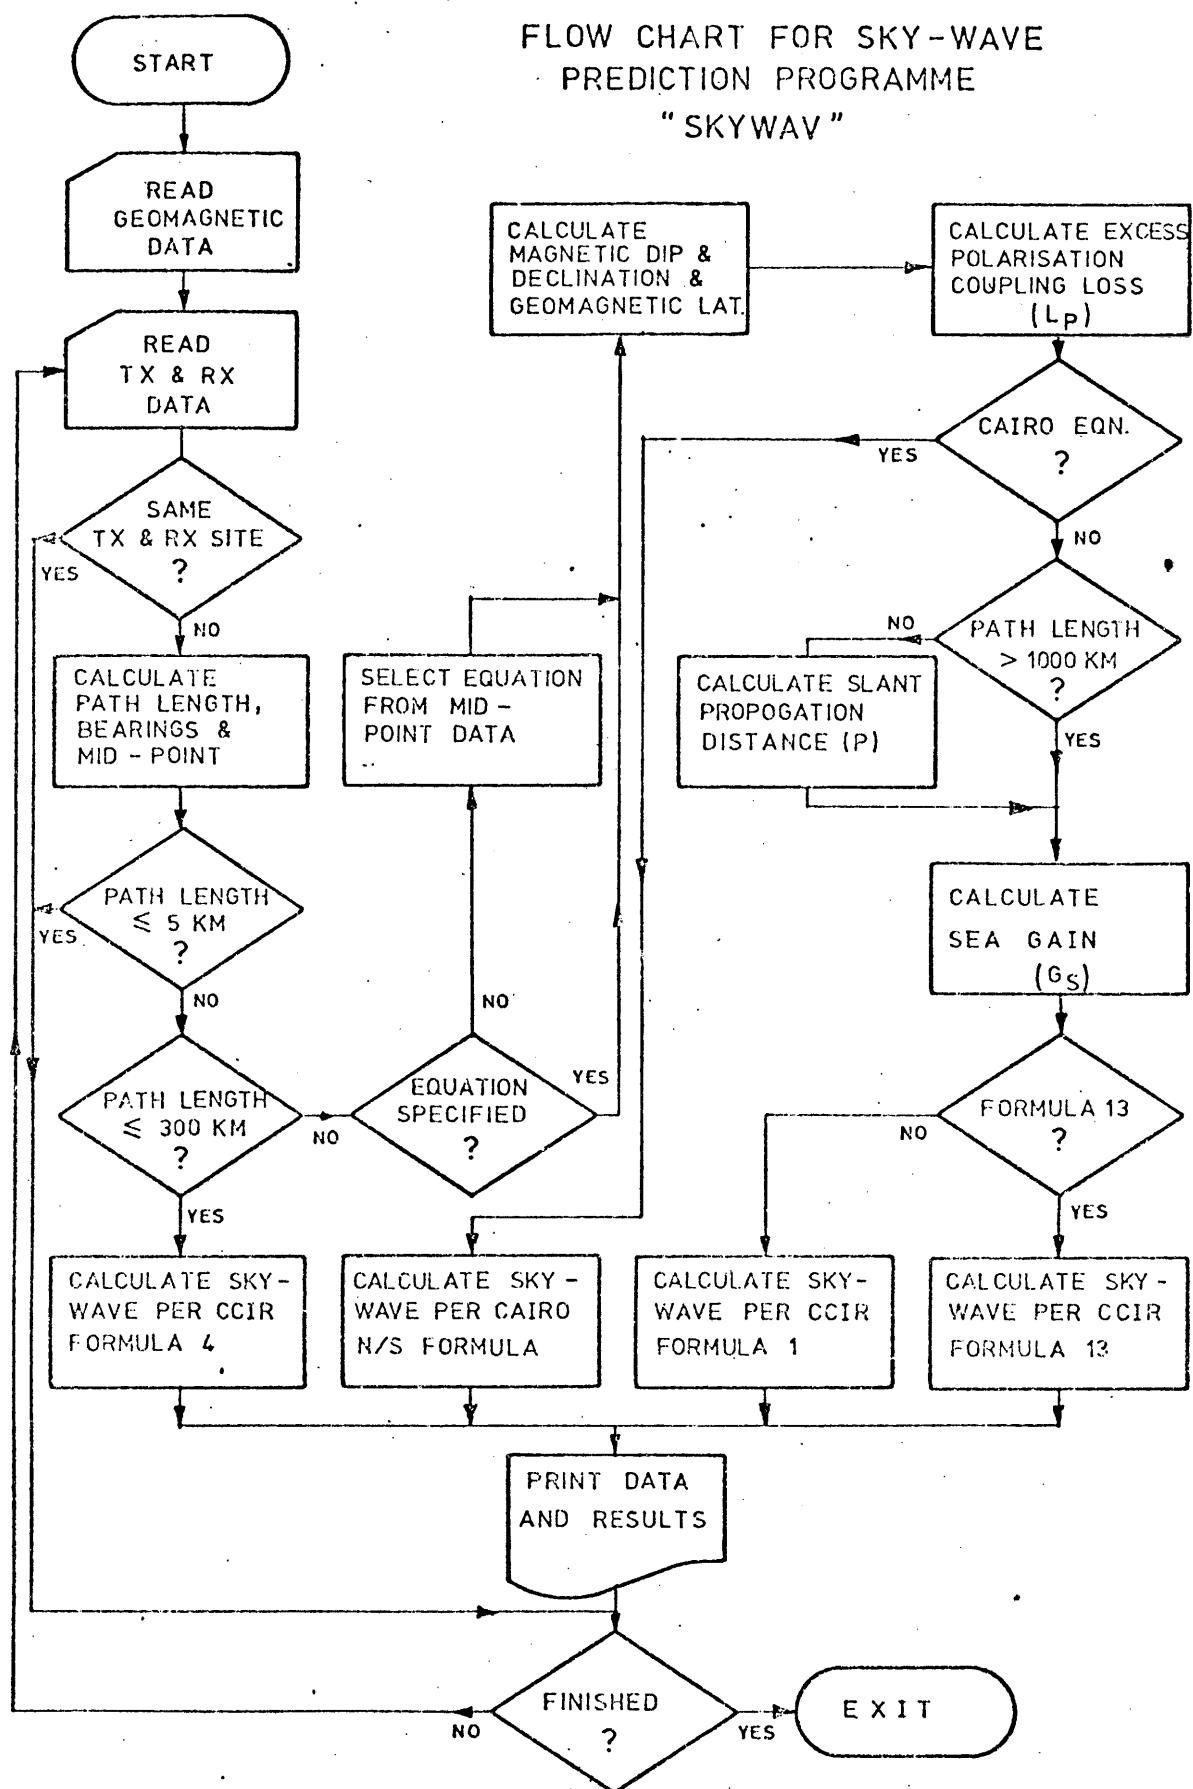 FLOW CHART FOR SKY-WAVE
PREDICTION PROGRAMME
"SKYWAV"
START
READ
GEOMAGNETIC
DATA
READ
TX & RX
DATA
SAME
TX & RX SITE
?
YES
NO
CALCULATE
PATH LENGTH,
BEARINGS &
MID-POINT
PATH LENGTH
≤ 5 KM
?
YES
NO
PATH LENGTH
≤ 300 KM
?
NO
YES
CALCULATE SKY-
WAVE PER CCIR
FORMULA 4
EQUATION
SPECIFIED
?
NO
YES
SELECT EQUATION
FROM MID-
POINT DATA
CALCULATE
MAGNETIC DIP &
DECLINATION &
GEOMAGNETIC LAT.
CALCULATE EXCESS
POLARISATION
COUPLING LOSS
(LP)
CAIRO EQN.
?
YES
NO
PATH LENGTH
> 1000 KM
?
NO
YES
CALCULATE SLANT
PROPOGATION
DISTANCE (P)
CALCULATE
SEA GAIN
(GS)
FORMULA 13
?
NO
YES
CALCULATE SKY-
WAVE PER CAIRO
N/S FORMULA
CALCULATE SKY-
WAVE PER CCIR
FORMULA 1
CALCULATE SKY-
WAVE PER CCIR
FORMULA 13
PRINT DATA
AND RESULTS
FINISHED
?
NO
YES
EXIT